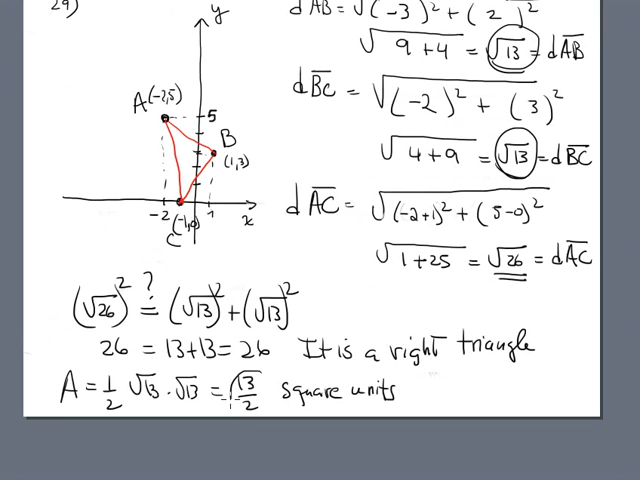 29)
dAB = √(-3)² + (2)²
√9+4 = √13 = dAB
dBC = √(-2)² + (3)²
√4+9 = √13 = dBC
dAC = √(-2+1)² + (5-0)²
√1+25 = √26 = dAC
y
A(-2,5)
5
B
(1,3)
-2
(-1,0)
1
x
C
(√26)² ?= (√13)² + (√13)²
26 = 13+13 = 26 It is a right triangle
A = 1/2 √13 . √13 = 13/2 square units